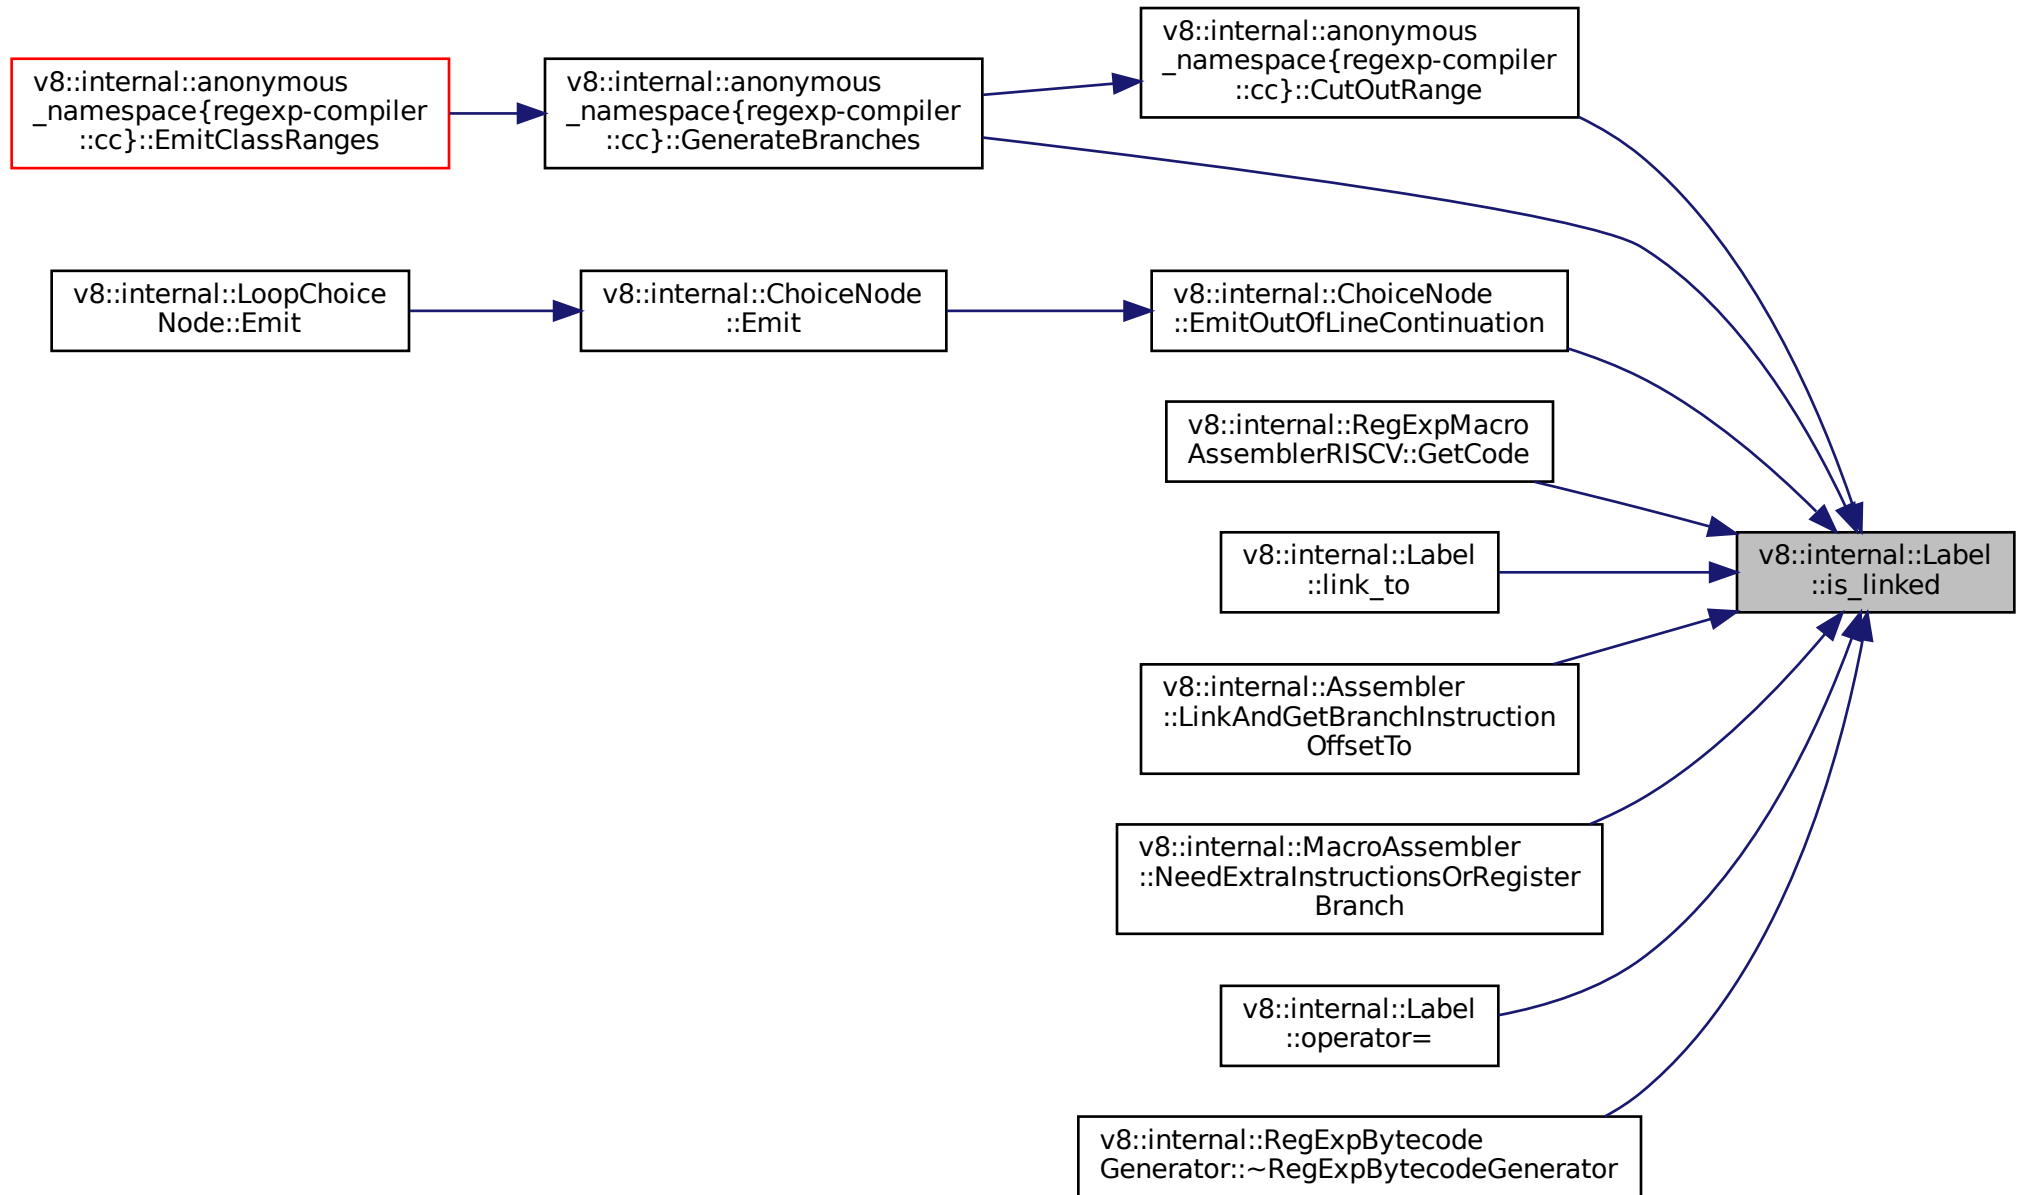 v8::internal::anonymous
_namespace{regexp-compiler
::cc}::EmitClassRanges
v8::internal::anonymous
_namespace{regexp-compiler
::cc}::GenerateBranches
v8::internal::anonymous
_namespace{regexp-compiler
::cc}::CutOutRange
v8::internal::LoopChoice
Node::Emit
v8::internal::ChoiceNode
::Emit
v8::internal::ChoiceNode
::EmitOutOfLineContinuation
v8::internal::RegExpMacro
AssemblerRISCV::GetCode
v8::internal::Label
::link_to
v8::internal::Label
::is_linked
v8::internal::Assembler
::LinkAndGetBranchInstruction
OffsetTo
v8::internal::MacroAssembler
::NeedExtraInstructionsOrRegister
Branch
v8::internal::Label
::operator=
v8::internal::RegExpBytecode
Generator::~RegExpBytecodeGenerator